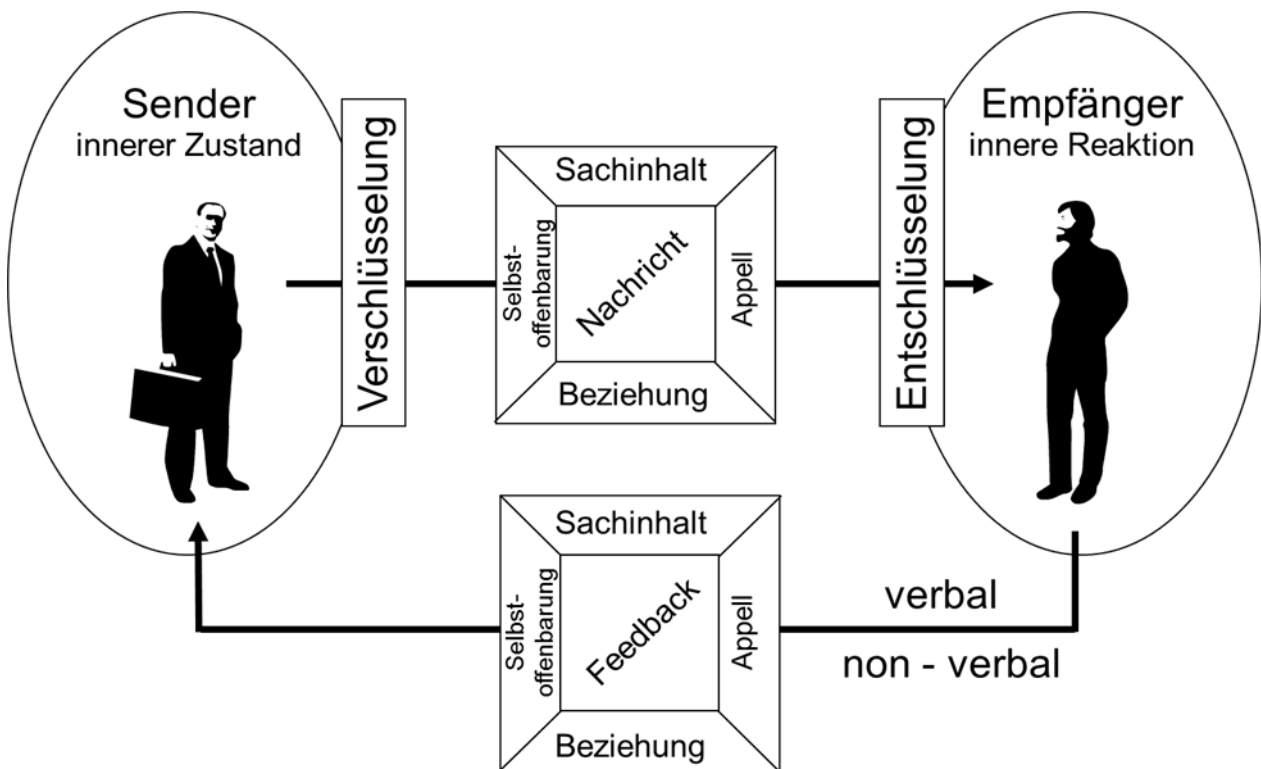 Sender
innerer Zustand
Verschlüsselung
Sachinhalt
Selbst-
offenbarung
Nachricht
Appell
Beziehung
Entschlüsselung
Empfänger
innere Reaktion
Sachinhalt
Selbst-
offenbarung
Feedback
Appell
Beziehung
verbal
non - verbal